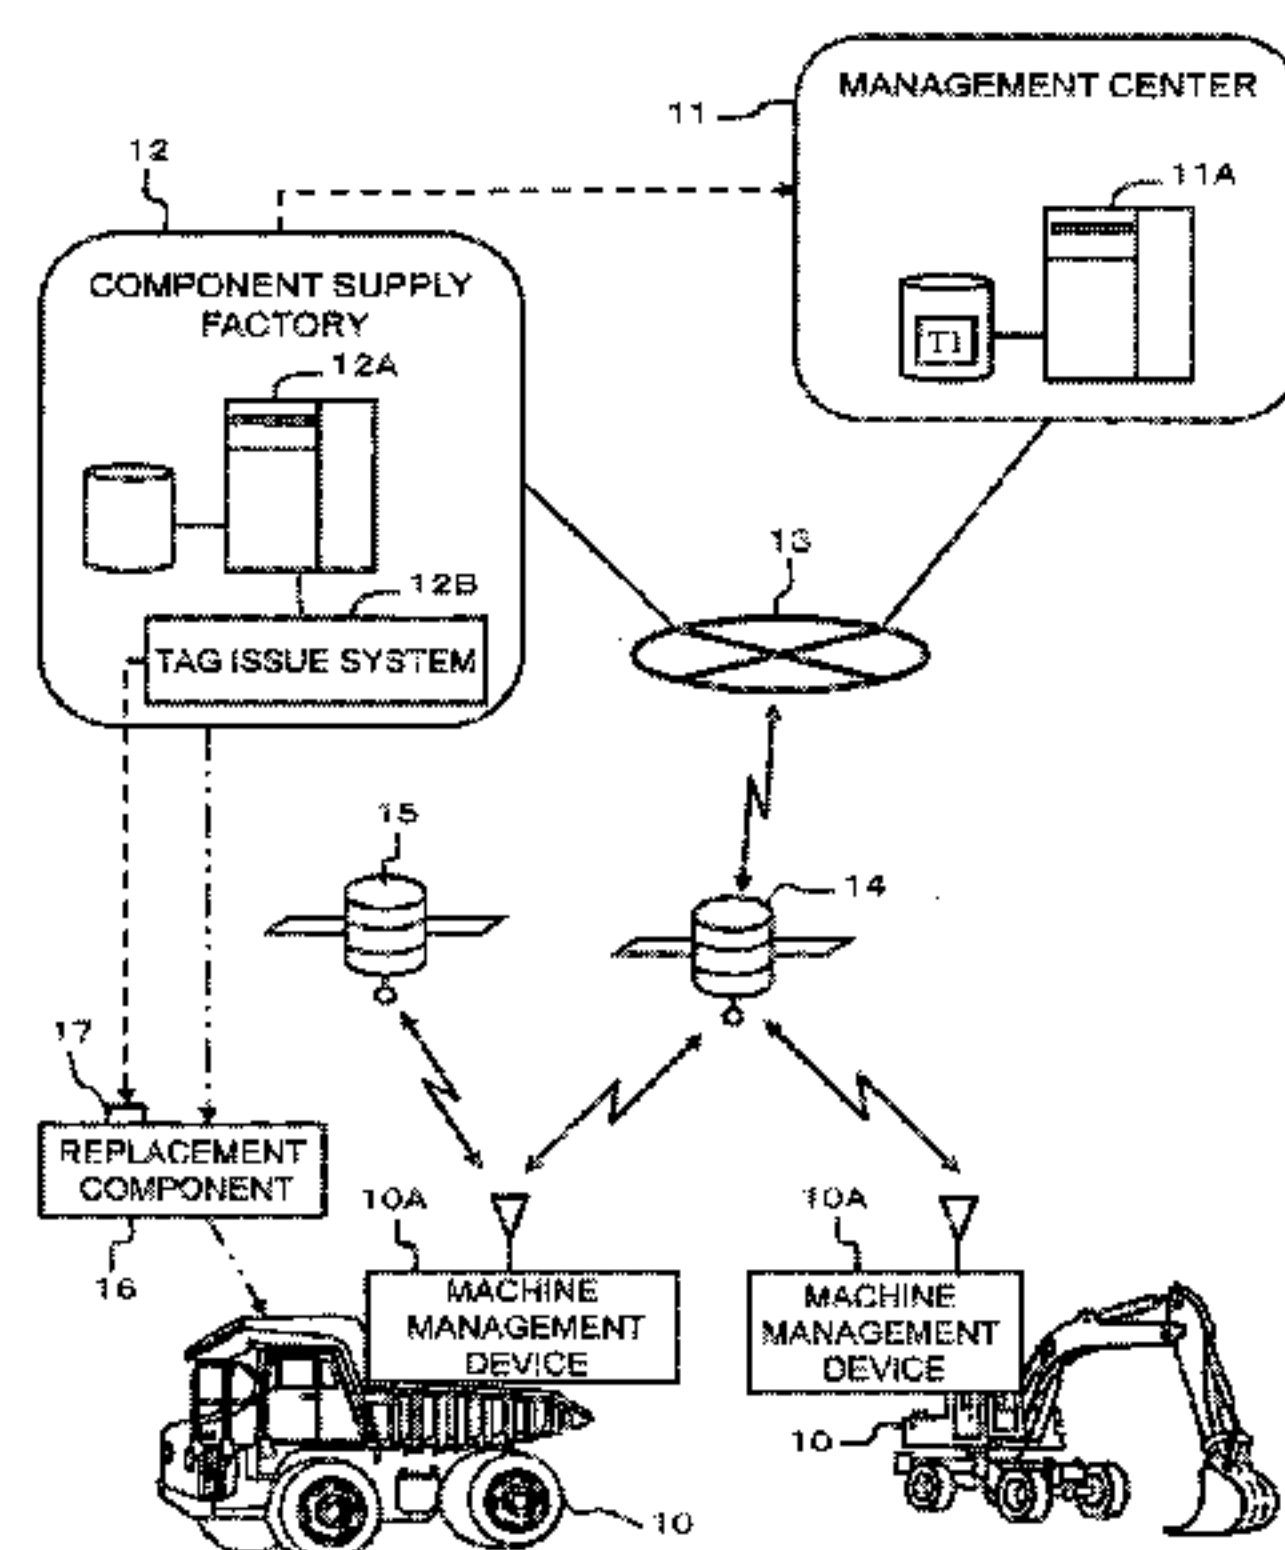 MANAGEMENT CENTER
11
11A
T1
12
COMPONENT SUPPLY
FACTORY
12A
12B
TAG ISSUE SYSTEM
13
15
14
17
REPLACEMENT
COMPONENT
16
10A
MACHINE
MANAGEMENT
DEVICE
10
10A
MACHINE
MANAGEMENT
DEVICE
10